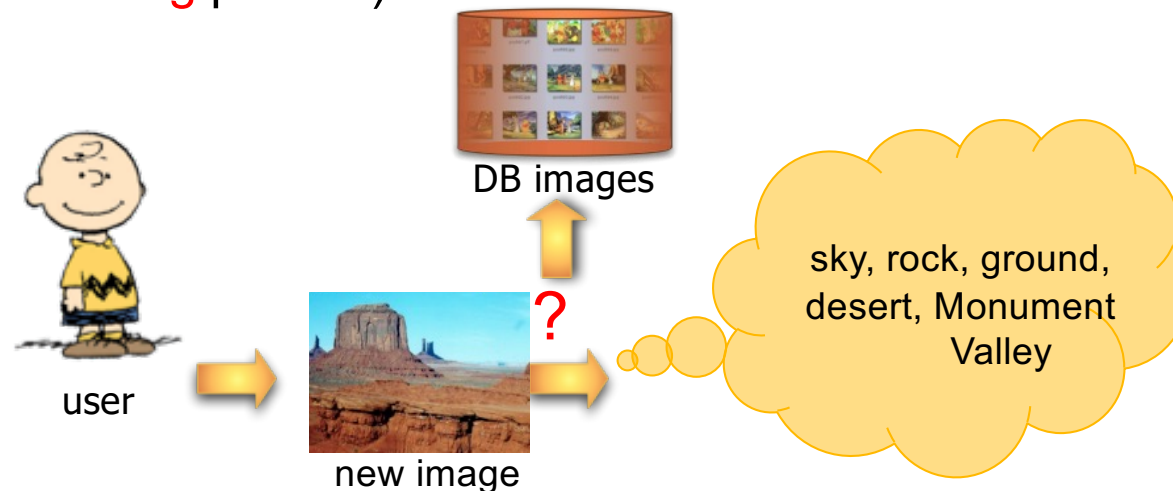 DB images
sky, rock, ground,
desert, Monument
Valley
?
user
new image